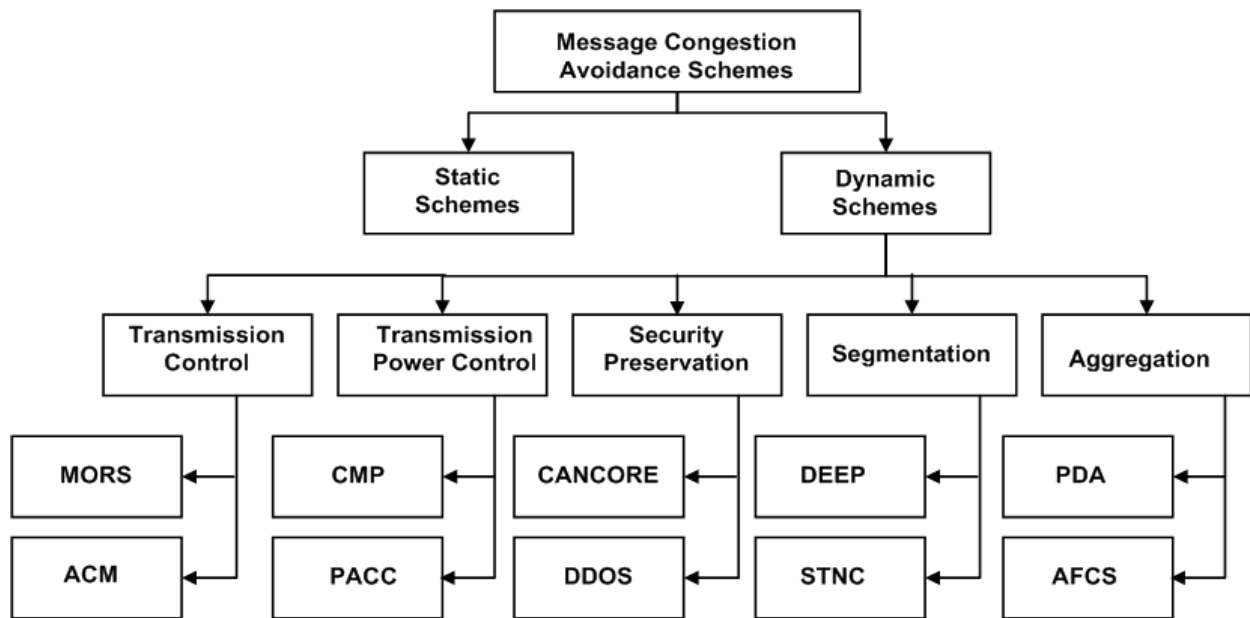 Message Congestion
Avoidance Schemes
Static
Schemes
Dynamic
Schemes
Transmission
Control
Transmission
Power Control
Security
Preservation
Segmentation
Aggregation
MORS
CMP
CANCORE
DEEP
PDA
ACM
PACC
DDOS
STNC
AFCS